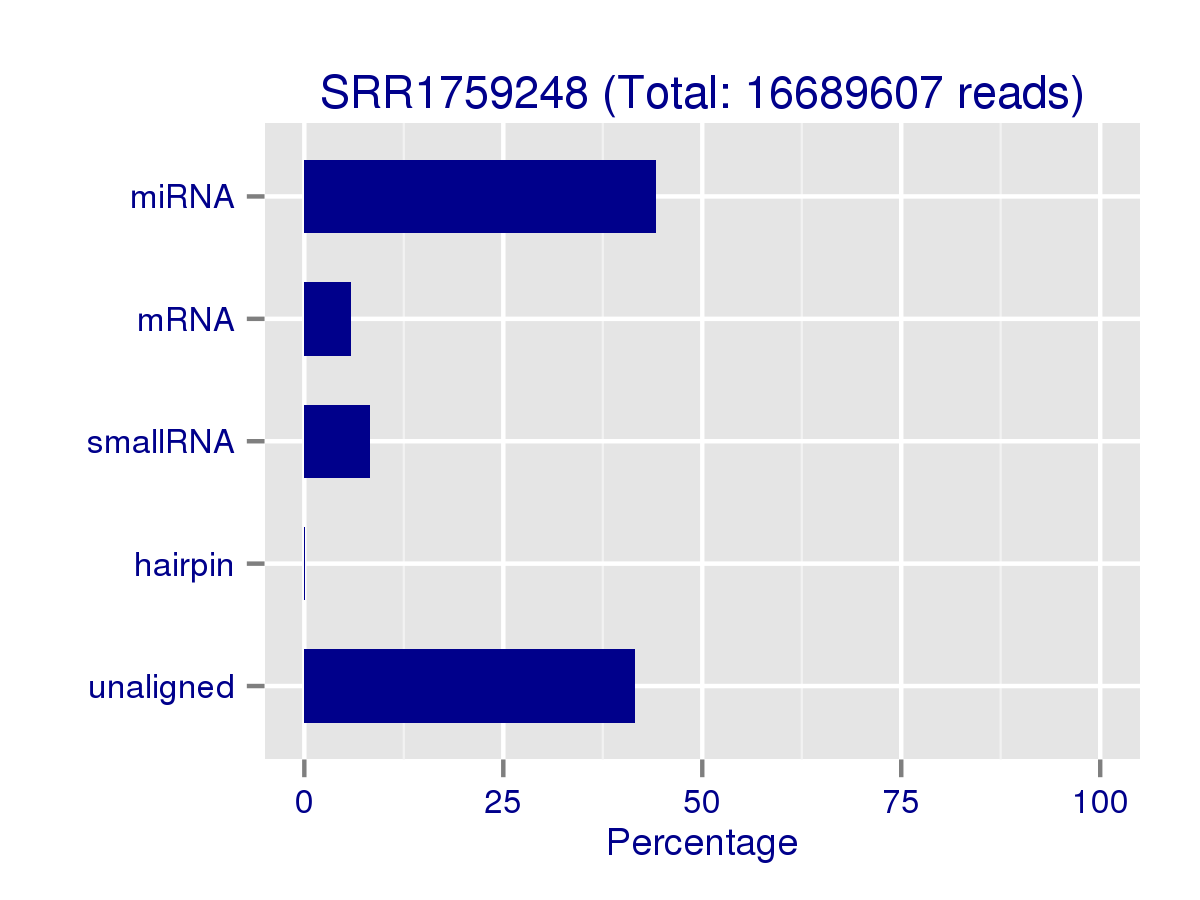 SRR1759248 (Total: 16689607 reads)
miRNA
mRNA
smallRNA
hairpin
unaligned
0 25 50 75 100
Percentage